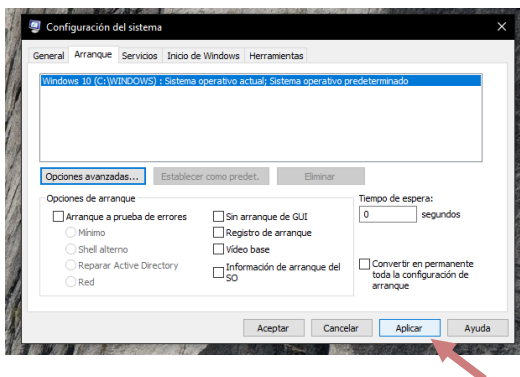 Configuración del sistema
General Arranque Servicios Inicio de Windows Herramientas
Windows 10 (C:\WINDOWS) : Sistema operativo actual; Sistema operativo predeterminado
Opciones avanzadas... Establecer como predet. Eliminar
Opciones de arranque
Tiempo de espera:
Arranque a prueba de errores
Sin arranque de GUI
0 segundos
Mínimo
Registro de arranque
Shell alterno
Vídeo base
Reparar Active Directory
Información de arranque del
SO
Red
Convertir en permanente
toda la configuración de
arranque
Aceptar Cancelar Aplicar Ayuda